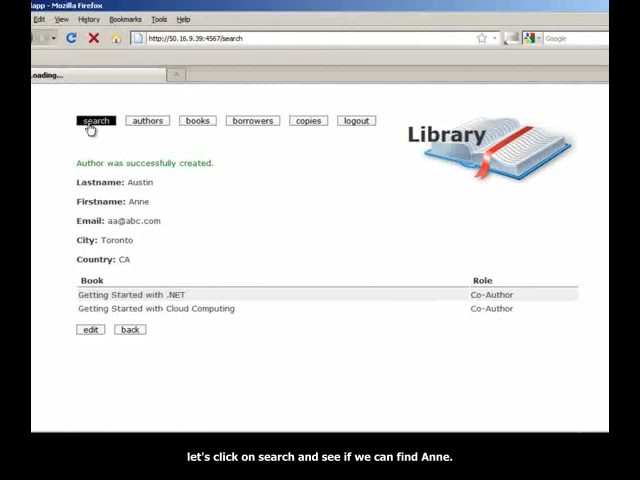 lapp - Mozilla Firefox
Edit View History Bookmarks Tools Help
http://50.16.9.39:4567/search
Google
Loading...
search authors books borrowers copies logout
Library
Author was successfully created.
Lastname: Austin
Firstname: Anne
Email: aa@abc.com
City: Toronto
Country: CA
Book Role
Getting Started with .NET Co-Author
Getting Started with Cloud Computing Co-Author
edit back
let's click on search and see if we can find Anne.